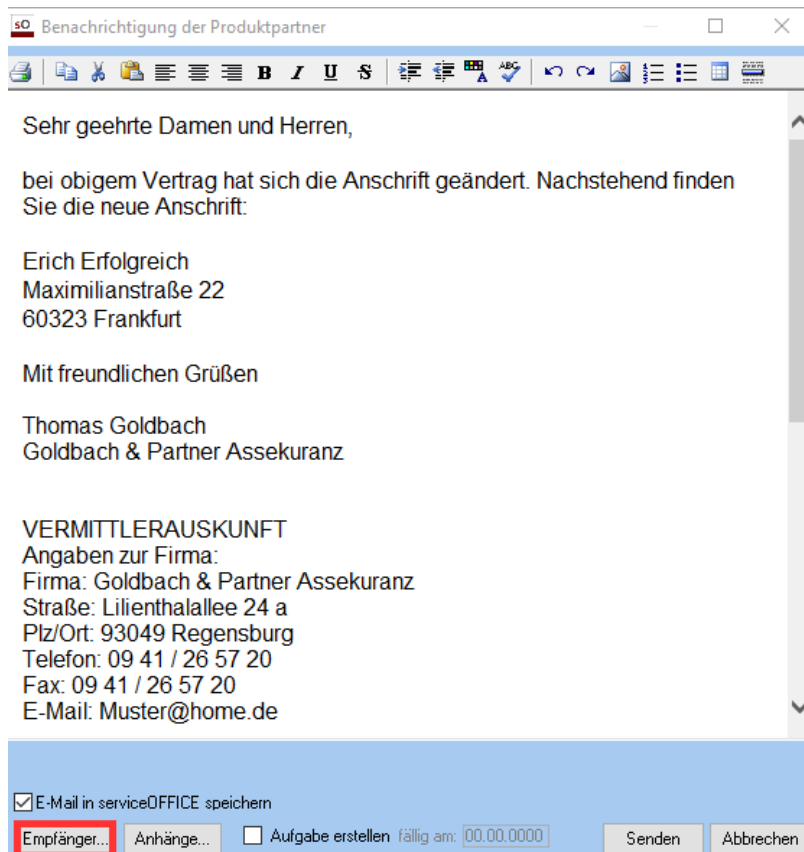 sO Benachrichtigung der Produktpartner
B I U S A ABC
Sehr geehrte Damen und Herren,
bei obigem Vertrag hat sich die Anschrift geändert. Nachstehend finden
Sie die neue Anschrift:
Erich Erfolgreich
Maximilianstraße 22
60323 Frankfurt
Mit freundlichen Grüßen
Thomas Goldbach
Goldbach & Partner Assekuranz
VERMITTLERAUSKUNFT
Angaben zur Firma:
Firma: Goldbach & Partner Assekuranz
Straße: Lilienthalallee 24 a
Plz/Ort: 93049 Regensburg
Telefon: 09 41 / 26 57 20
Fax: 09 41 / 26 57 20
E-Mail: Muster@home.de
E-Mail in serviceOFFICE speichern
Empfänger... Anhänge... Aufgabe erstellen fällig am: 00.00.0000 Senden Abbrechen